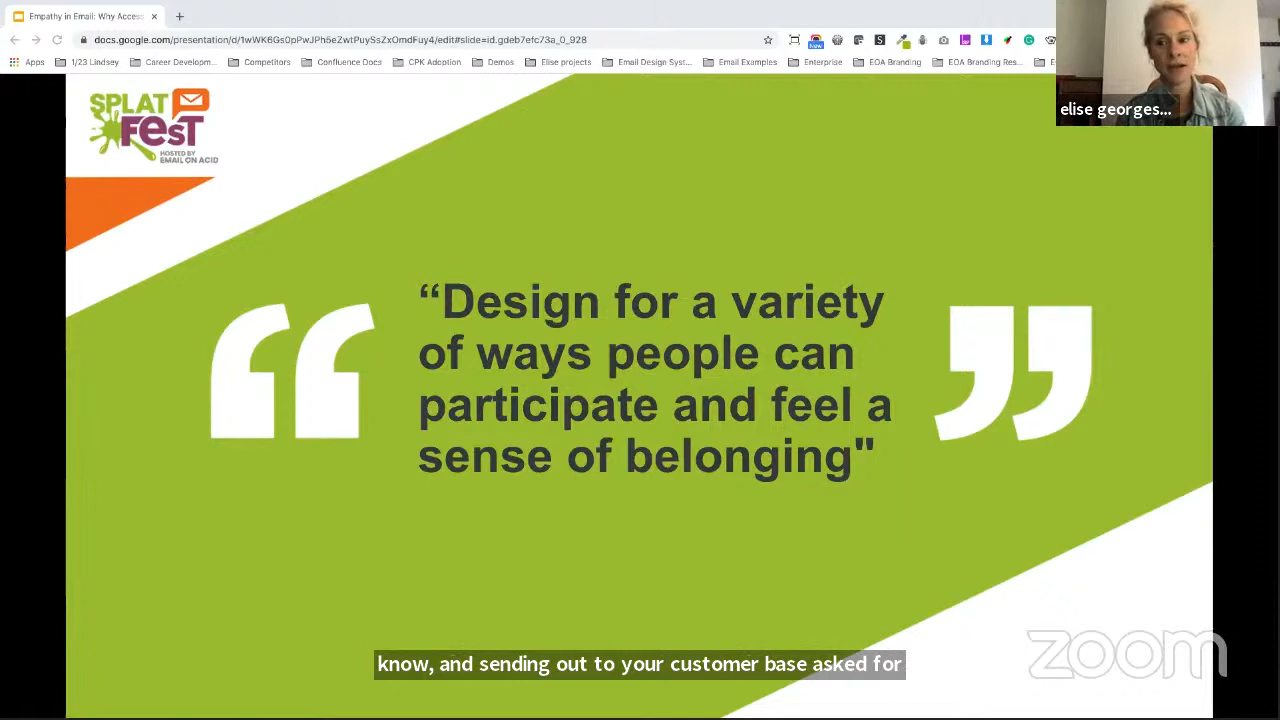 Empathy in Email: Why Access
docs.google.com/presentation/d/1wWK6Gs0pPwJPh5eZwtPuySsZxOmdFuy4/edit#slide=id.gdeb7efc73a_0_928
New
Apps 1/23 Lindsey Career Developm... Competitors Confluence Docs CPK Adoption Demos Elise projects Email Design Syst... Email Examples Enterprise EOA Branding EOA Branding Res...
elise georges...
SPLAT
FEST
HOSTED BY
EMAIL ON ACID
“Design for a variety
of ways people can
participate and feel a
sense of belonging"
know, and sending out to your customer base asked for
zoom